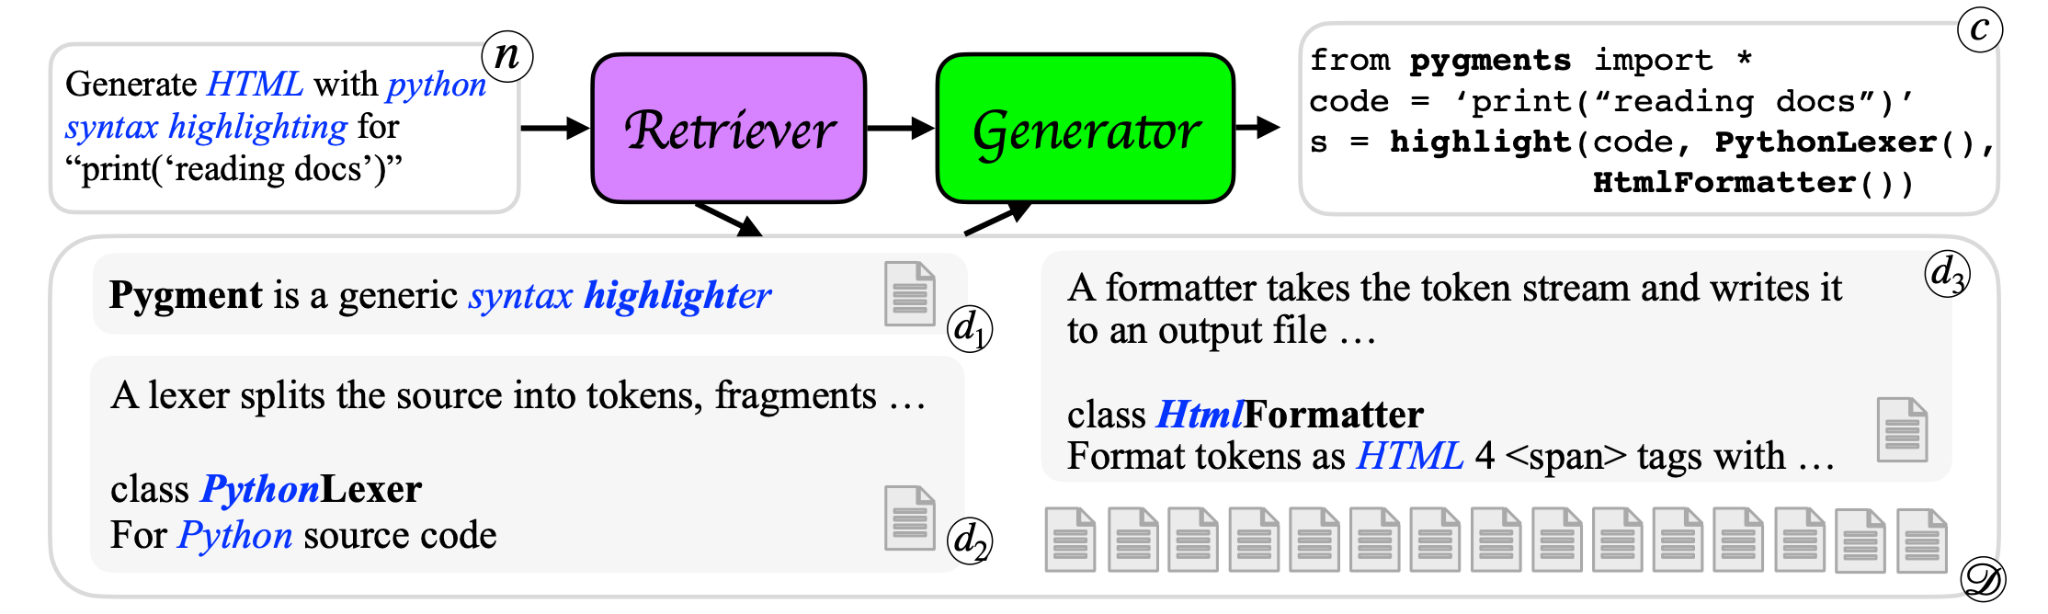 n
Generate HTML with python
syntax highlighting for
“print(‘reading docs’)”
Retriever
Generator
c
from pygments import *
code = ‘print(“reading docs”)’
s = highlight(code, PythonLexer(),
HtmlFormatter())
Pygment is a generic syntax highlighter
d1
A lexer splits the source into tokens, fragments …
class PythonLexer
For Python source code
d2
d3
A formatter takes the token stream and writes it
to an output file …
class HtmlFormatter
Format tokens as HTML 4 <span> tags with …
𝒟